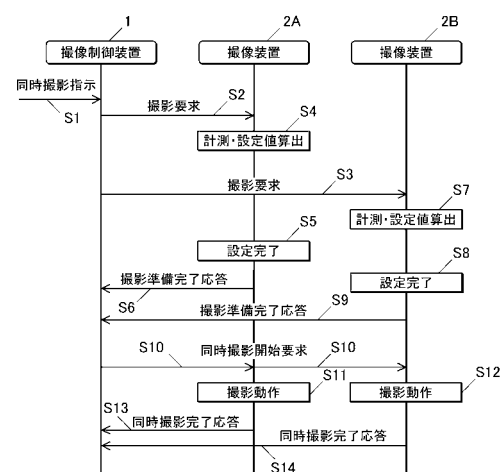 1
2A
2B
撮像制御装置
撮像装置
撮像装置
同時撮影指示
S1
撮影要求
S2
S4
計測・設定値算出
撮影要求
S3
S7
計測・設定値算出
S5
設定完了
S8
設定完了
撮影準備完了応答
S6
S9
撮影準備完了応答
S10
同時撮影開始要求
S10
S11
撮影動作
S12
撮影動作
S13
同時撮影完了応答
同時撮影完了応答
S14